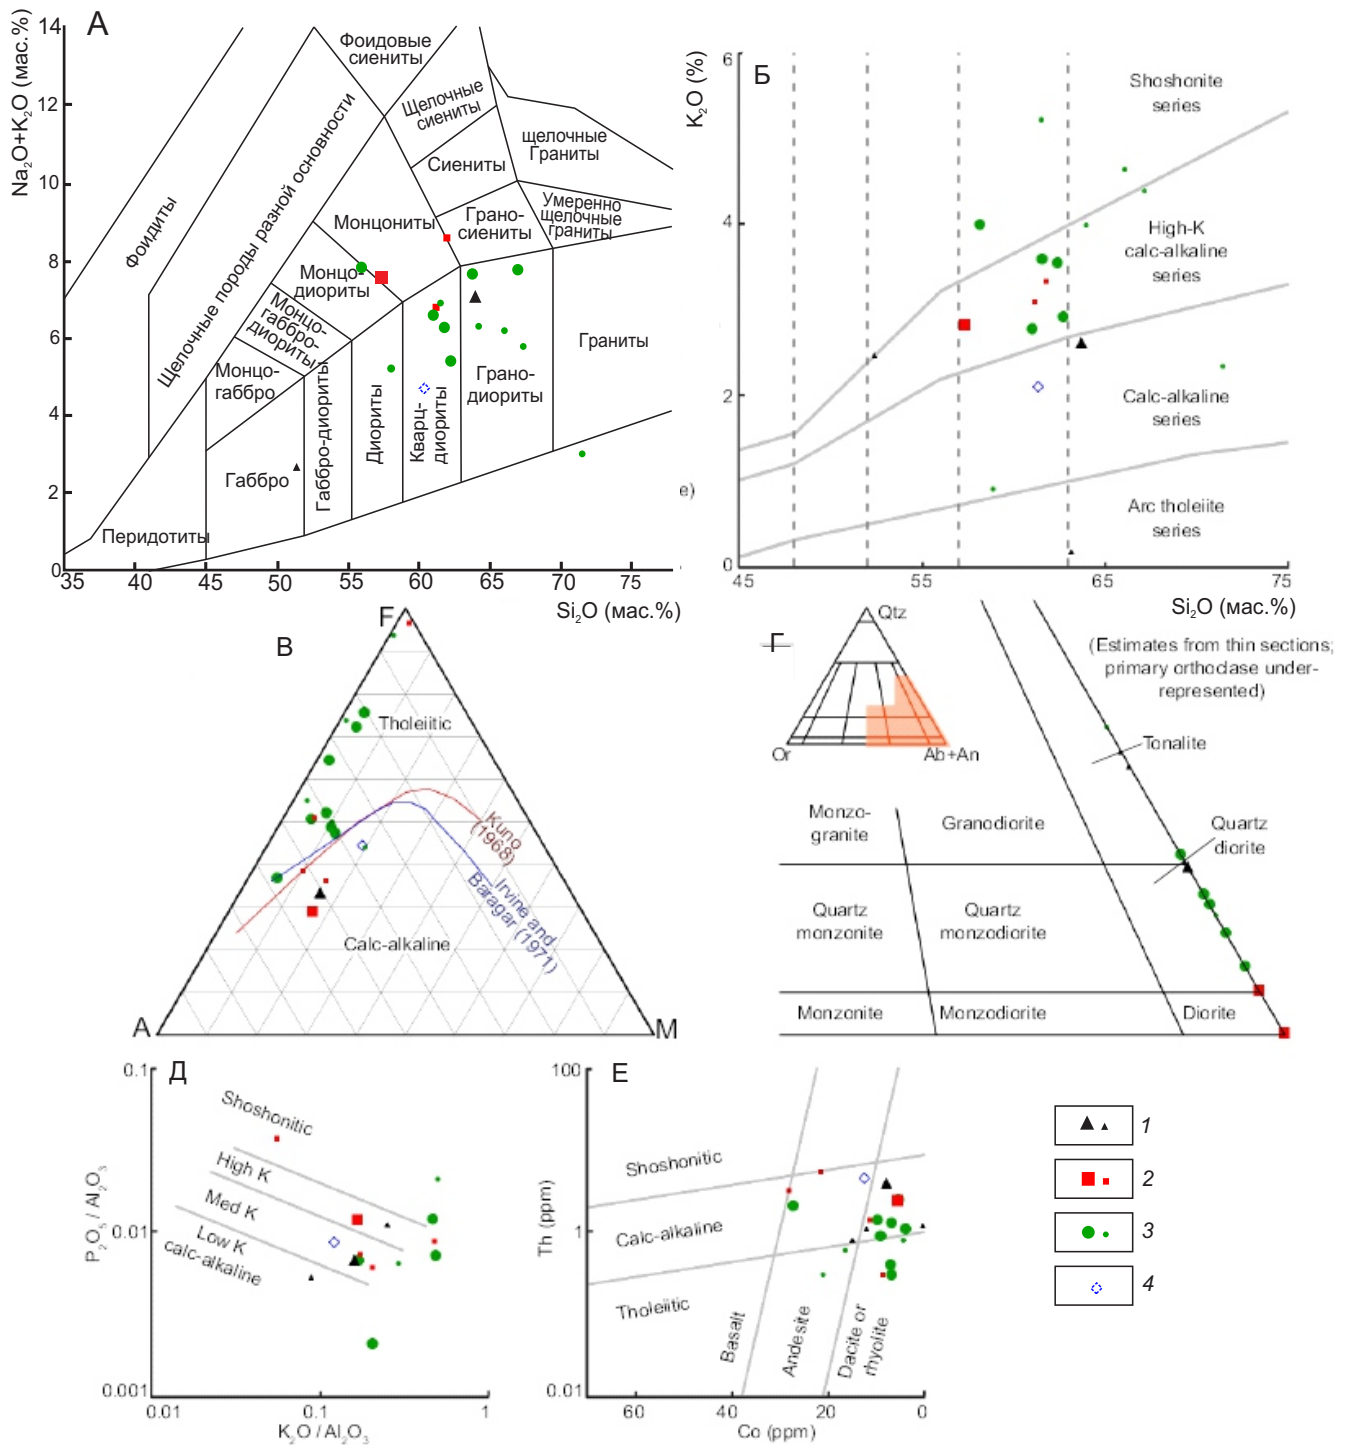 А
Na₂O+K₂O (мас.%)
14
12
10
8
6
4
2
0
35
40
45
50
55
60
65
70
75
Si₂O (мас.%)
Фоидовые
сиениты
Щелочные
сиениты
щелочные
Граниты
Сиениты
Умеренно
щелочные
граниты
Грано-
сиениты
Монцониты
Фоидиты
Щелочные породы разной основности
Монцо-
диориты
Монцо-
габбро-
диориты
Монцо-
габбро
Габбро
Габбро-диориты
Диориты
Кварц-
диориты
Грано-
диориты
Граниты
Перидотиты
е)
Б
K₂O (%)
6
4
2
0
45
55
65
75
Si₂O (мас.%)
Shoshonite
series
High-K
calc-alkaline
series
Calc-alkaline
series
Arc tholeiite
series
В
F
Tholeiitic
Kuno
(1968)
Irvine and
Baragar (1971)
Calc-alkaline
A
M
Г
Qtz
Or
Ab+An
(Estimates from thin sections;
primary orthoclase under-
represented)
Tonalite
Monzo-
granite
Granodiorite
Quartz
diorite
Quartz
monzonite
Quartz
monzodiorite
Monzonite
Monzodiorite
Diorite
Д
0.1
0.01
0.001
P₂O₅ / Al₂O₃
Shoshonitic
High K
Med K
Low K
calc-alkaline
0.01
0.1
1
K₂O / Al₂O₃
Е
100
1
0.01
Th (ppm)
Shoshonitic
Calc-alkaline
Tholeiitic
Basalt
Andesite
Dacite or
rhyolite
60
40
20
0
Co (ppm)
1
2
3
4